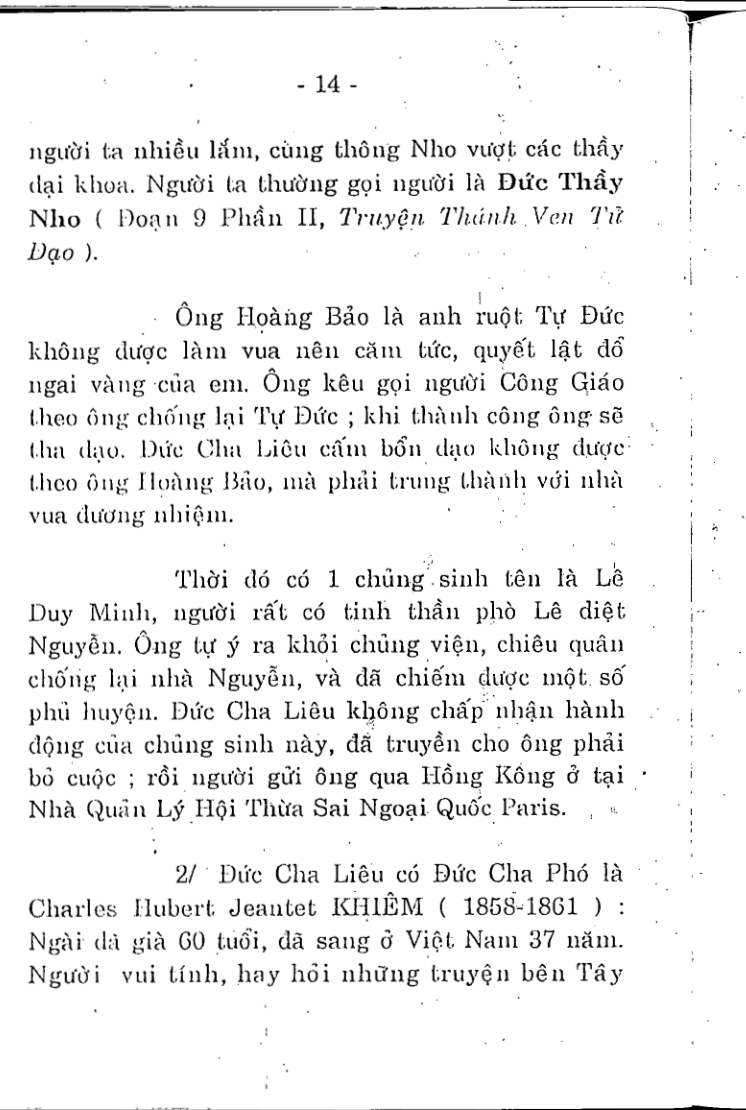 - 14 -
người ta nhiều lắm, cùng thông Nho vượt các thầy
đại khoa. Người ta thường gọi người là Đức Thầy
Nho ( Đoạn 9 Phần II, Truyện Thánh Ven Tử
Đạo ).
Ông Hoàng Bảo là anh ruột Tự Đức
không được làm vua nên căm tức, quyết lật đổ
ngai vàng của em. Ông kêu gọi người Công Giáo
theo ông chống lại Tự Đức ; khi thành công ông sẽ
tha đạo. Đức Cha Liêu cấm bổn đạo không được
theo ông Hoàng Bảo, mà phải trung thành với nhà
vua đương nhiệm.
Thời đó có 1 chủng sinh tên là Lê
Duy Minh, người rất có tinh thần phò Lê diệt
Nguyễn. Ông tự ý ra khỏi chủng viện, chiêu quân
chống lại nhà Nguyễn, và đã chiếm được một số
phủ huyện. Đức Cha Liêu không chấp nhận hành
động của chủng sinh này, đã truyền cho ông phải
bỏ cuộc ; rồi người gửi ông qua Hồng Kông ở tại
Nhà Quản Lý Hội Thừa Sai Ngoại Quốc Paris.
2/ Đức Cha Liêu có Đức Cha Phó là
Charles Hubert Jeantet KHIÊM ( 1858-1861 ) :
Ngài đã già 60 tuổi, đã sang ở Việt Nam 37 năm.
Người vui tính, hay hỏi những truyện bên Tây